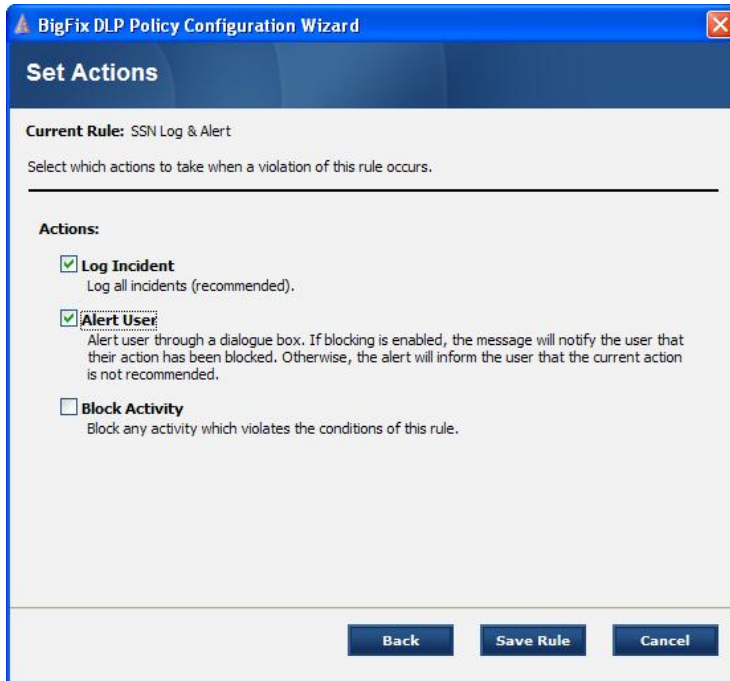 BigFix DLP Policy Configuration Wizard
Set Actions
Current Rule: SSN Log & Alert
Select which actions to take when a violation of this rule occurs.
Actions:
Log Incident
Log all incidents (recommended).
Alert User
Alert user through a dialogue box. If blocking is enabled, the message will notify the user that
their action has been blocked. Otherwise, the alert will inform the user that the current action
is not recommended.
Block Activity
Block any activity which violates the conditions of this rule.
Back Save Rule Cancel